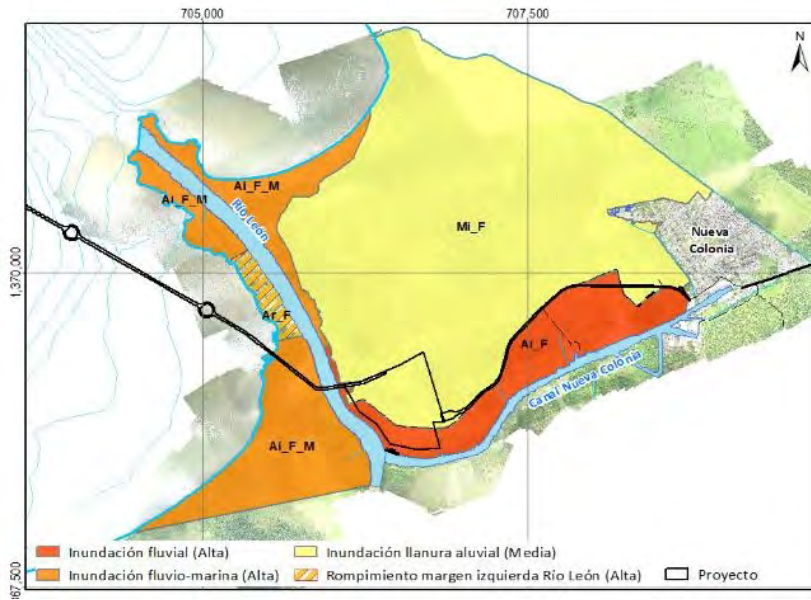 705,000
707,500
N
Ai_F_M
Ai_F_M
Río León
Mi_F
Nueva
Colonia
1,370,000
Ar_F
Ai_F
Canal Nueva Colonia
Ai_F_M
Inundación fluvial (Alta)
Inundación llanura aluvial (Media)
Inundación fluvio-marina (Alta)
Rompimiento margen izquierda Río León (Alta)
Proyecto